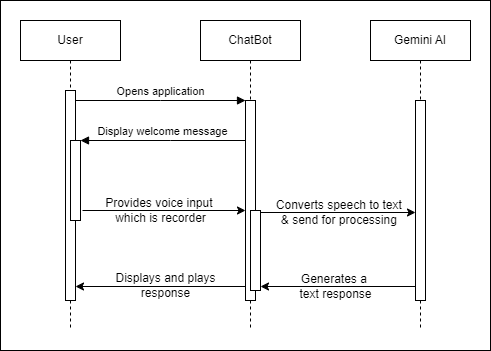 User
ChatBot
Gemini AI
Opens application
Display welcome message
Provides voice input
which is recorder
Converts speech to text
& send for processing
Displays and plays
response
Generates a
text response